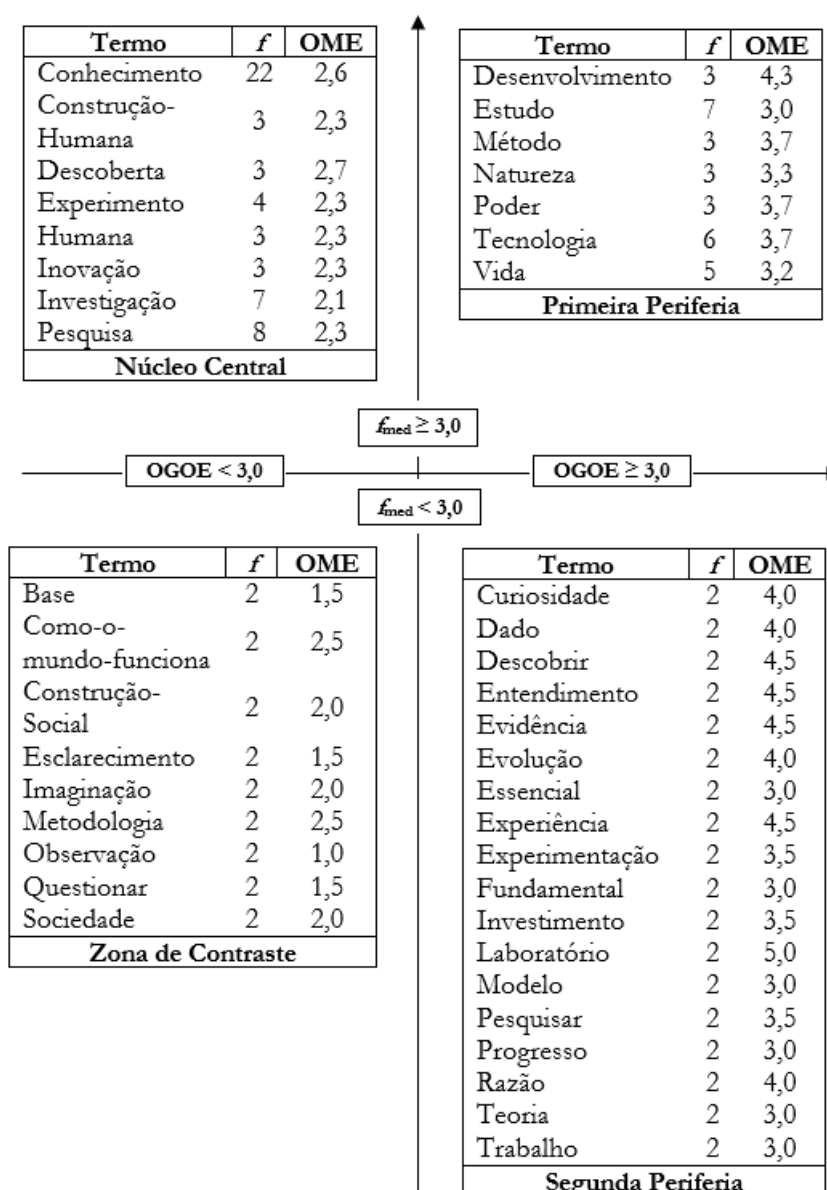 Termo f OME
Conhecimento 22 2,6
Construção-
Humana 3 2,3
Descoberta 3 2,7
Experimento 4 2,3
Humana 3 2,3
Inovação 3 2,3
Investigação 7 2,1
Pesquisa 8 2,3
Núcleo Central
Termo f OME
Desenvolvimento 3 4,3
Estudo 7 3,0
Método 3 3,7
Natureza 3 3,3
Poder 3 3,7
Tecnologia 6 3,7
Vida 5 3,2
Primeira Periferia
fmed ≥ 3,0
OGOE < 3,0
OGOE ≥ 3,0
fmed < 3,0
Termo f OME
Base 2 1,5
Como-o-
mundo-funciona 2 2,5
Construção-
Social 2 2,0
Esclarecimento 2 1,5
Imaginação 2 2,0
Metodologia 2 2,5
Observação 2 1,0
Questionar 2 1,5
Sociedade 2 2,0
Zona de Contraste
Termo f OME
Curiosidade 2 4,0
Dado 2 4,0
Descobrir 2 4,5
Entendimento 2 4,5
Evidência 2 4,5
Evolução 2 4,0
Essencial 2 3,0
Experiência 2 4,5
Experimentação 2 3,5
Fundamental 2 3,0
Investimento 2 3,5
Laboratório 2 5,0
Modelo 2 3,0
Pesquisar 2 3,5
Progresso 2 3,0
Razão 2 4,0
Teoria 2 3,0
Trabalho 2 3,0
Segunda Periferia